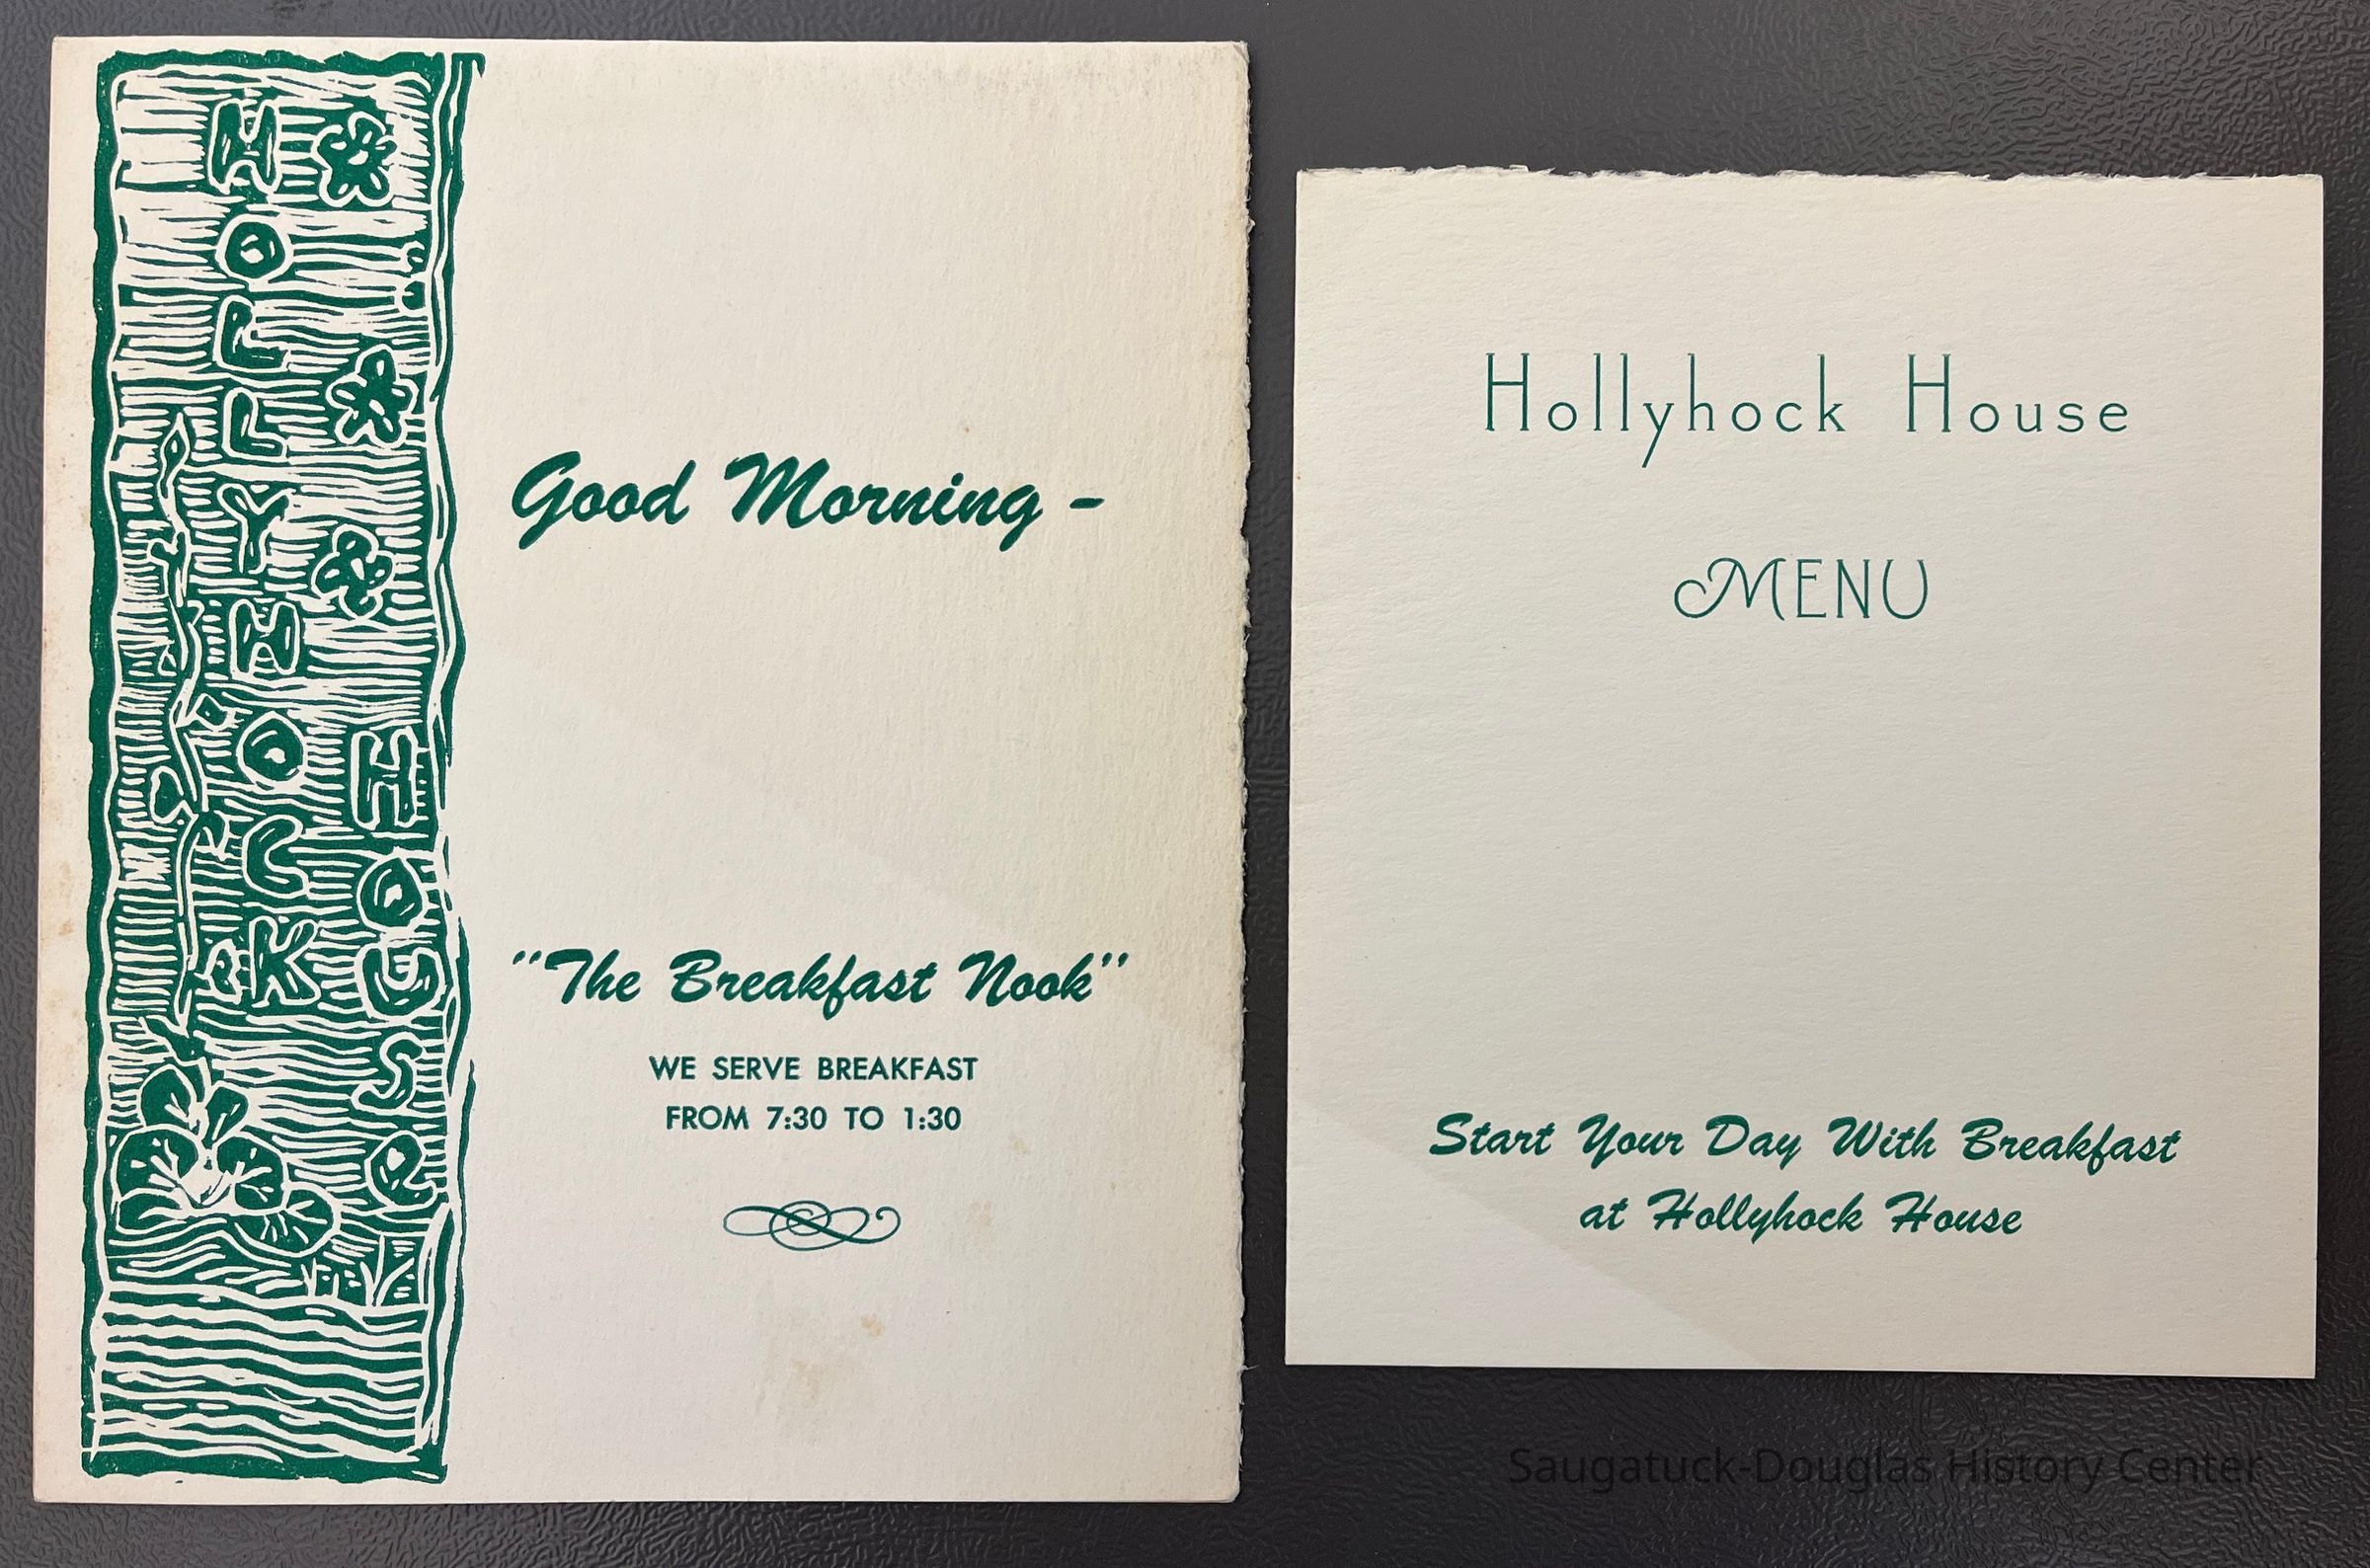 HOLLYHOCK
HOUSe
Good Morning -
"The Breakfast Nook"
WE SERVE BREAKFAST
FROM 7:30 TO 1:30
Hollyhock House
MENU
Start Your Day With Breakfast
at Hollyhock House
Saugatuck-Douglas History Center